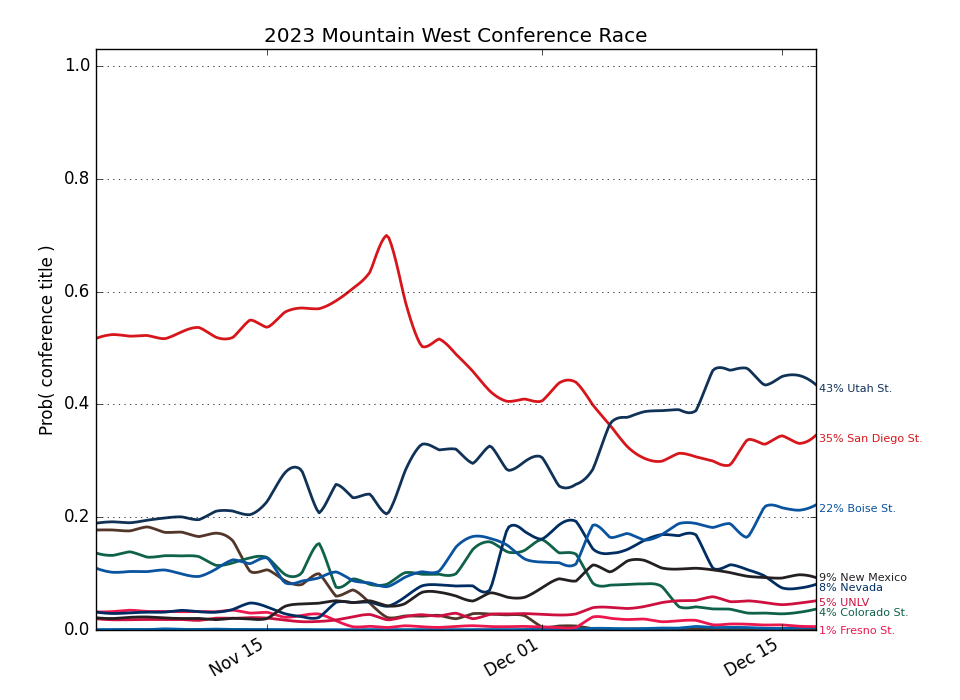 2023 Mountain West Conference Race
Prob( conference title )
1.0
0.8
0.6
0.4
0.2
0.0
Nov 15
Dec 01
Dec 15
43% Utah St.
35% San Diego St.
22% Boise St.
9% New Mexico
8% Nevada
5% UNLV
4% Colorado St.
1% Fresno St.